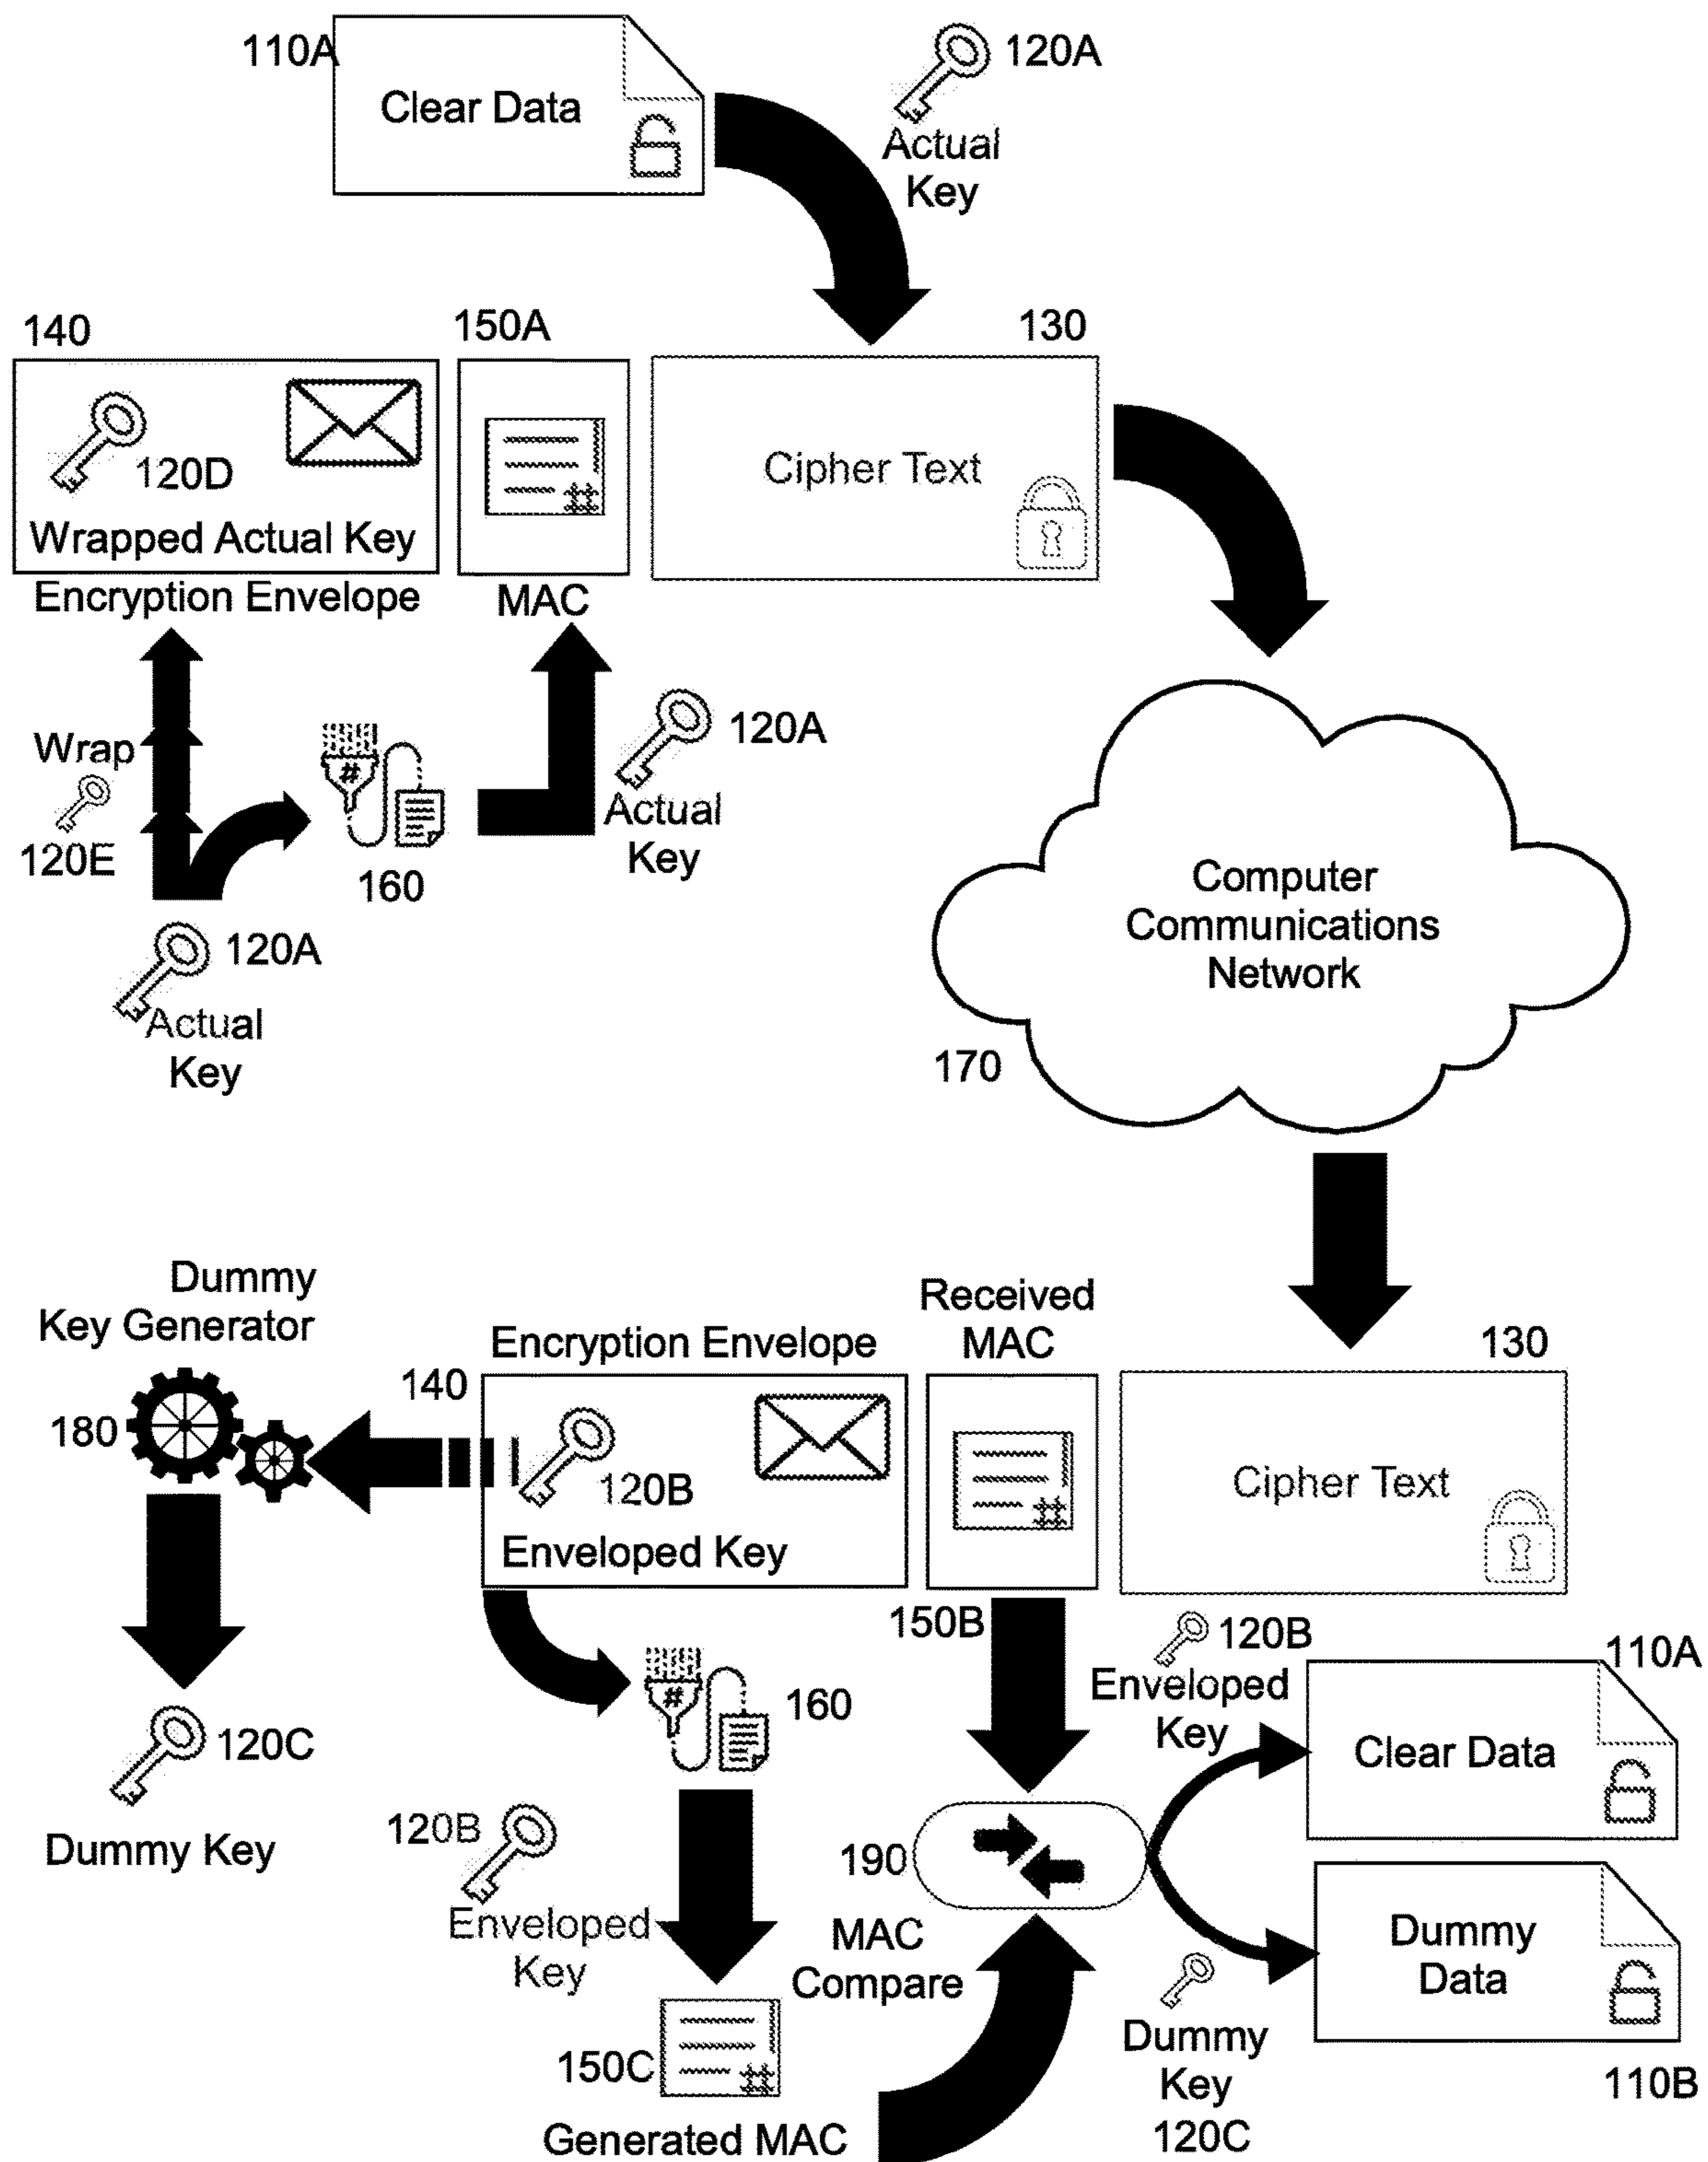 110A
Clear Data
120A
Actual
Key
140
150A
130
120D
Wrapped Actual Key
Encryption Envelope
MAC
Cipher Text
Wrap
120E
#
160
120A
Actual
Key
120A
Actual
Key
Computer
Communications
Network
170
Dummy
Key Generator
180
Encryption Envelope
140
Received
MAC
130
120B
Enveloped Key
Cipher Text
150B
#
160
120C
Dummy Key
120B
Enveloped
Key
120B
Enveloped
Key
110A
Clear Data
190
MAC
Compare
Dummy
Data
110B
Dummy
Key
120C
150C
Generated MAC